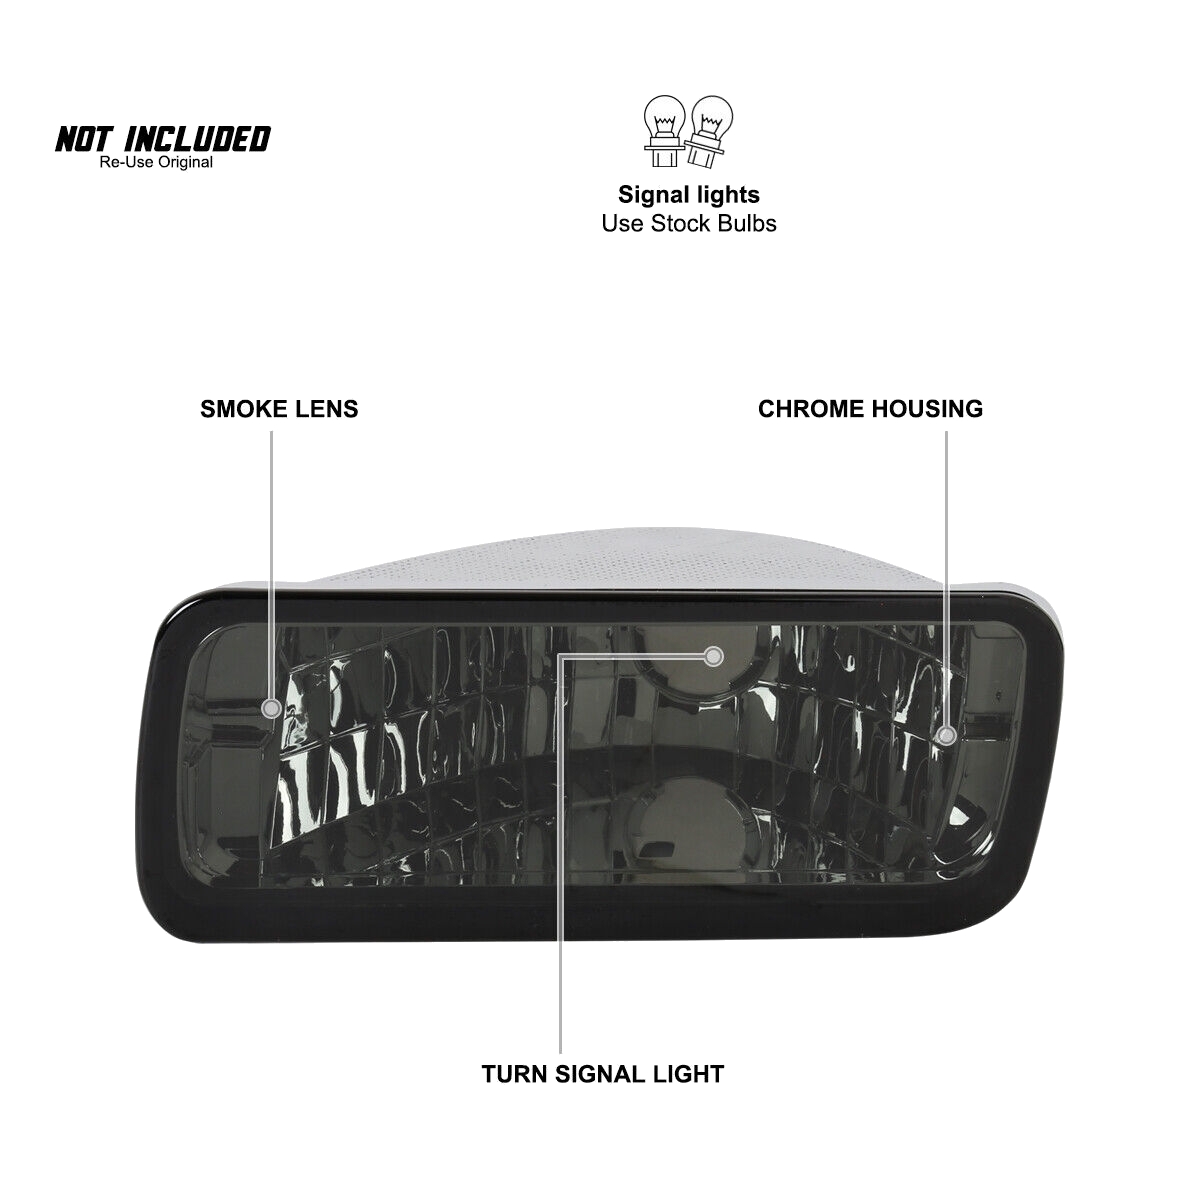 NOT INCLUDED
Re-Use Original
Signal lights
Use Stock Bulbs
SMOKE LENS
CHROME HOUSING
TURN SIGNAL LIGHT